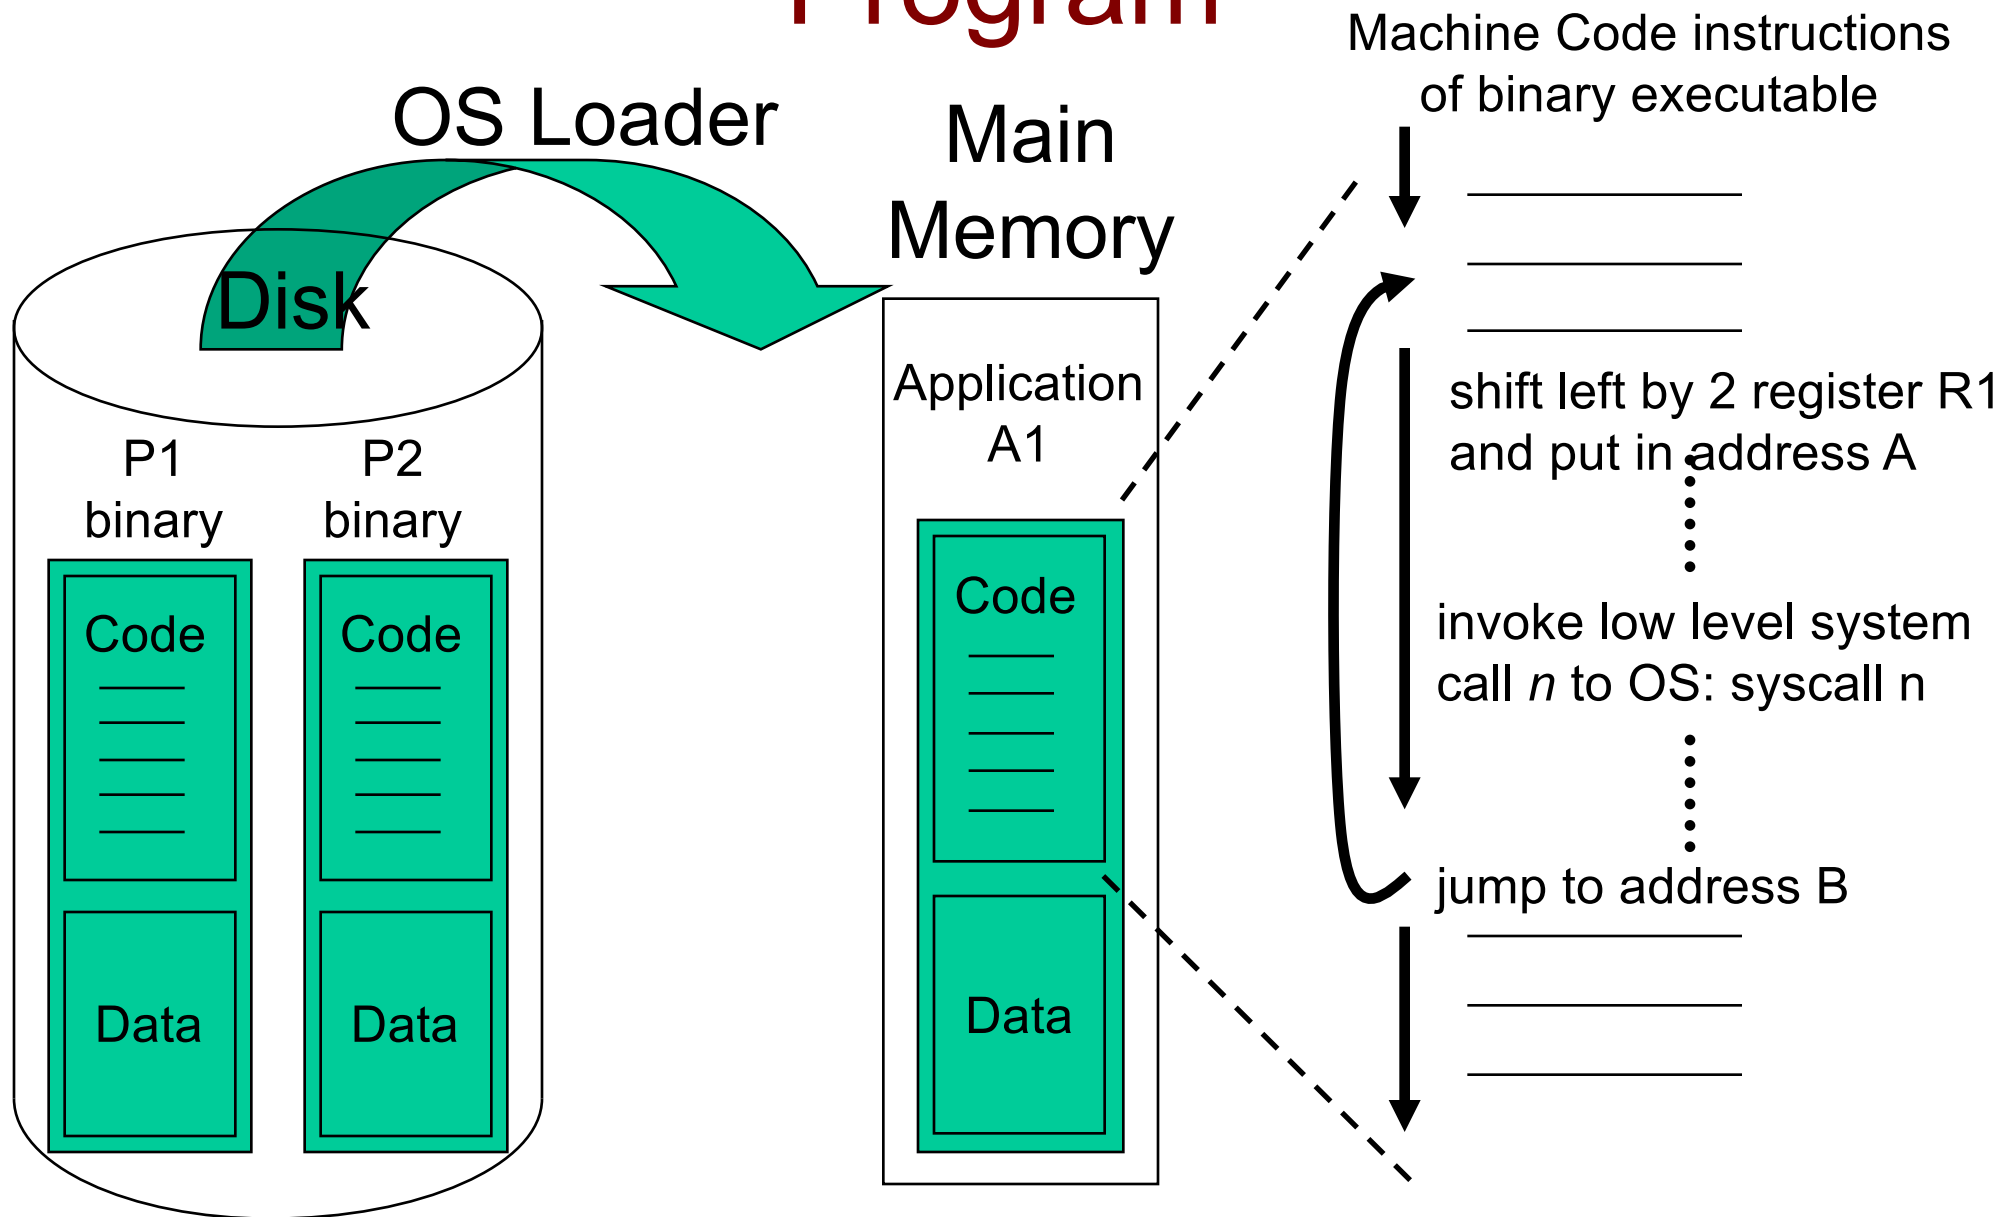 Program
OS Loader
Disk
P1
binary
Code
Data
P2
binary
Code
Data
Main
Memory
Application
A1
Code
Data
Machine Code instructions
of binary executable
shift left by 2 register R1
and put in address A
invoke low level system
call n to OS: syscall n
jump to address B